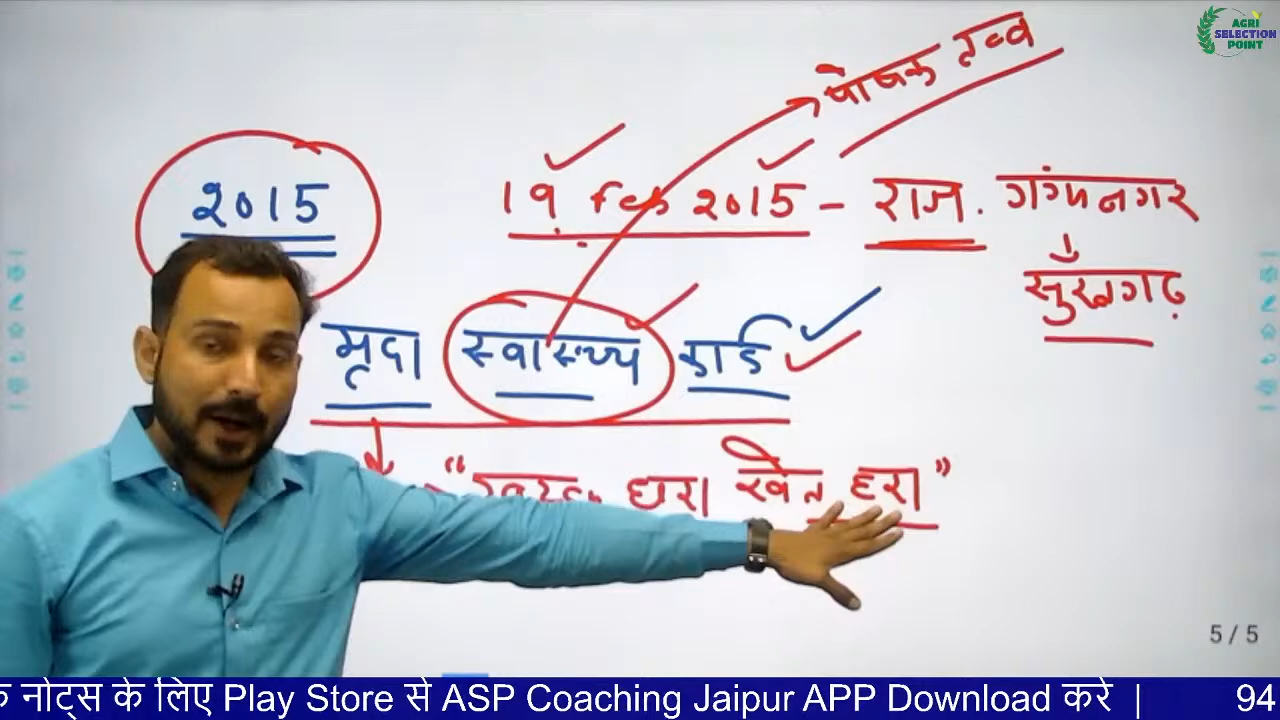 AGRI
SELECTION
POINT
पोषक तत्व
2015
19 Feb 2015 - राज. गंगानगर
सुरतगढ़
मृदा स्वास्थ्य कार्ड
- " स्वस्थ धरा खेत हरा "
5 / 5
नोट्स के लिए Play Store से ASP Coaching Jaipur APP Download करे | 94